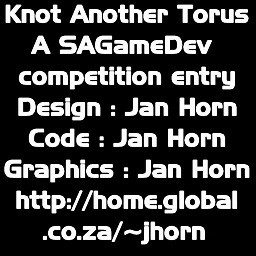 Knot Another Torus
A SAGameDev
competition entry
Design : Jan Horn
Code : Jan Horn
Graphics : Jan Horn
http://home.global
.co.za/~jhorn